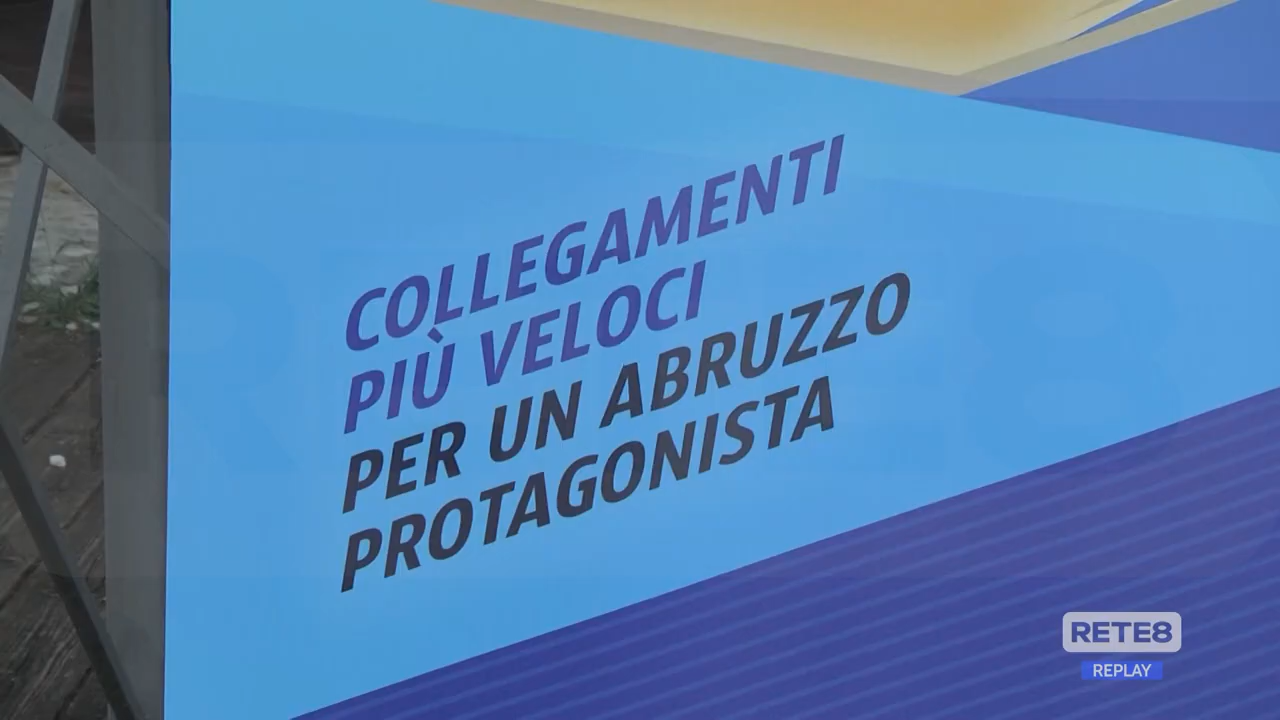 COLLEGAMENTI
PIÙ VELOCI
PER UN ABRUZZO
PROTAGONISTA
RETE8
REPLAY